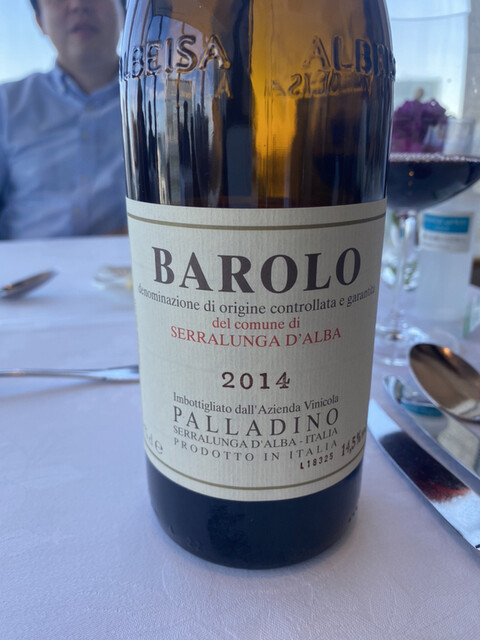 ALBEISA ALBEISA
BAROLO
denominazione di origine controllata e garantita
del comune di
SERRALUNGA D'ALBA
2014
Imbottigliato dall'Azienda Vinicola
PALLADINO
SERRALUNGA D'ALBA - ITALIA
PRODOTTO IN ITALIA
L18325
14,5%